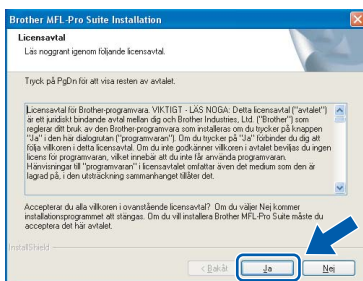 Brother MFL-Pro Suite Installation
Licensavtal
Läs noggrant igenom följande licensavtal.
Tryck på PgDn för att visa resten av avtalet.
Licensavtal för Brother-programvara. VIKTIGT - LÄS NOGA: Detta licensavtal ("avtalet")
är ett juridiskt bindande avtal mellan dig och Brother Industries, Ltd. ("Brother") som
reglerar ditt bruk av den Brother-programvara som installeras om du trycker på knappen
"Ja" i den här dialogrutan ("programvaran"). Om du trycker på "Ja" förbinder du dig att
följa villkoren i detta avtal. Om du inte godkänner villkoren i avtalet beviljas du ingen
licens för programvaran, vilket innebär att du inte får använda programvaran.
Hänvisningar till "programvaran" i licensavtalet omfattar även det medium som den är
lagrad på, i den utsträckning sammanhanget tillåter det.
Accepterar du alla villkoren i ovanstående licensavtal? Om du väljer Nej kommer
installationsprogrammet att stängas. Om du vill installera Brother MFL-Pro Suite måste du
acceptera det här avtalet.
InstallShield
< Bakåt Ja Nej